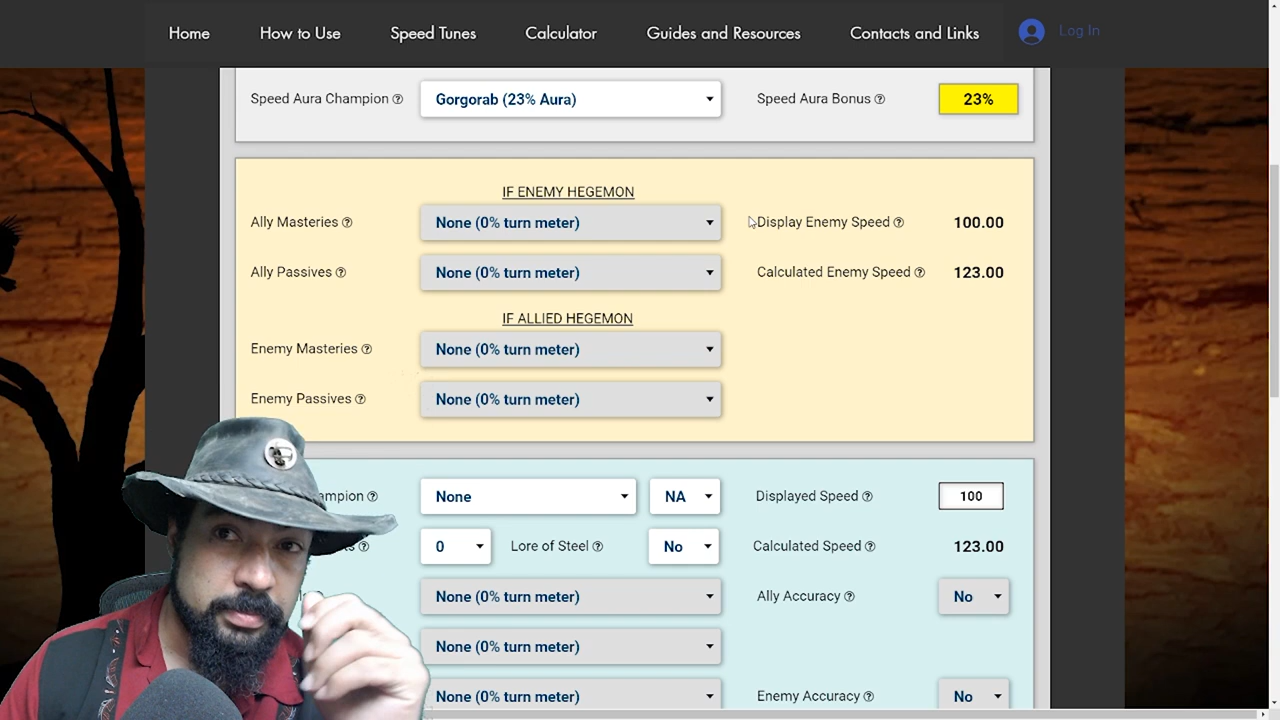 Home How to Use Speed Tunes Calculator Guides and Resources Contacts and Links Log In
Speed Aura Champion ? Gorgorab (23% Aura) Speed Aura Bonus ? 23%
IF ENEMY HEGEMON
Ally Masteries ? None (0% turn meter) Display Enemy Speed ? 100.00
Ally Passives ? None (0% turn meter) Calculated Enemy Speed ? 123.00
IF ALLIED HEGEMON
Enemy Masteries ? None (0% turn meter)
Enemy Passives ? None (0% turn meter)
None NA Displayed Speed ? 100
? 0 Lore of Steel ? No Calculated Speed ? 123.00
None (0% turn meter) Ally Accuracy ? No
None (0% turn meter)
None (0% turn meter) Enemy Accuracy ? No